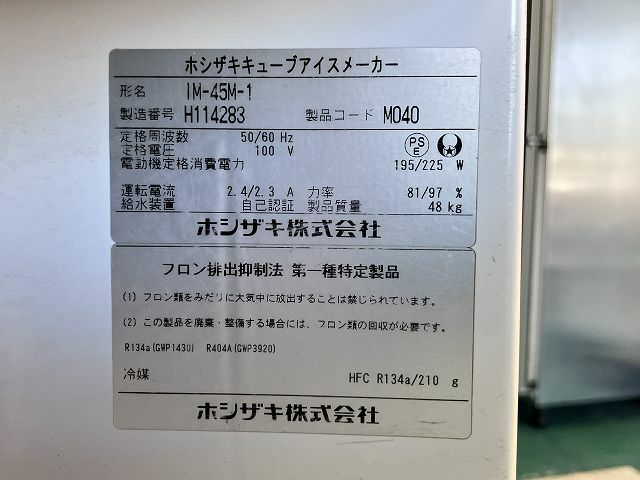 ホシザキキューブアイスメーカー
形名 IM-45M-1
製造番号 H114283 製品コード M040
定格周波数 50/60 Hz
定格電圧 100 V
PS E
電動機定格消費電力 195/225 W
運転電流 2.4/2.3 A 力率 81/97 %
給水装置 自己認証 製品質量 48 kg
ホシザキ株式会社
フロン排出抑制法 第一種特定製品
(1) フロン類をみだりに大気中に放出することは禁じられています。
(2) この製品を廃棄・整備する場合には、フロン類の回収が必要です。
R134a(GWP1430) R404A(GWP3920)
冷媒 HFC R134a/210 g
ホシザキ株式会社